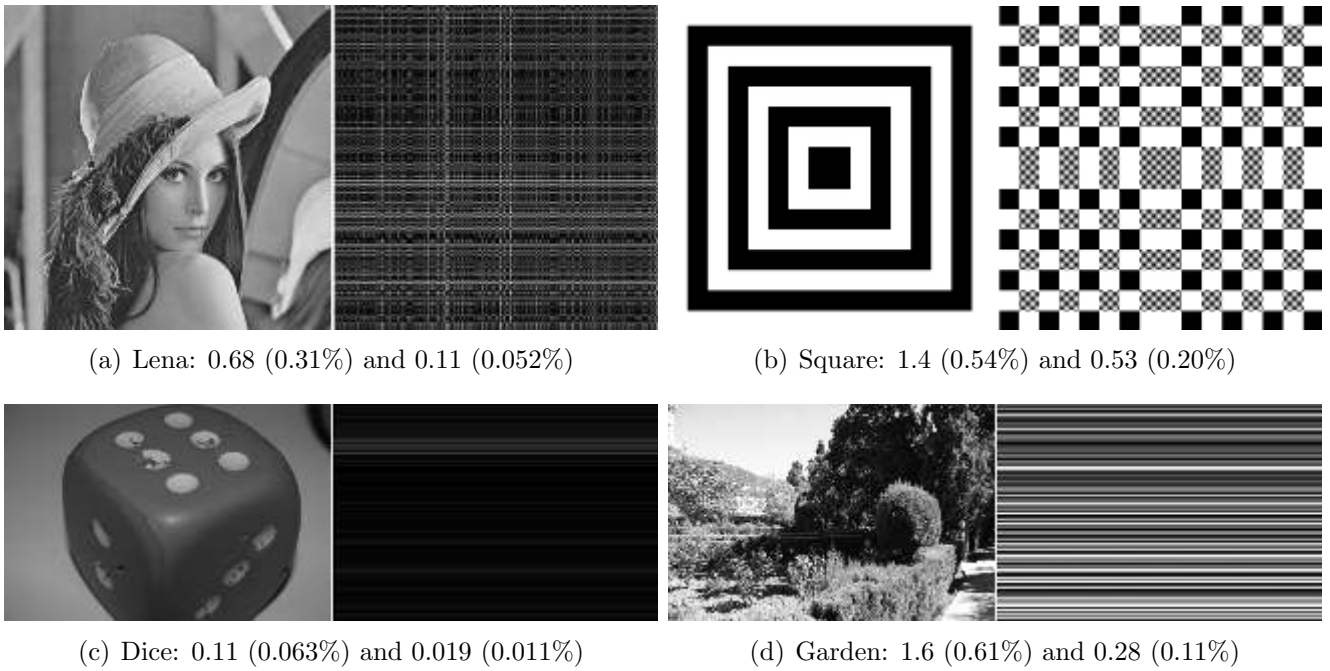 (a) Lena: 0.68 (0.31%) and 0.11 (0.052%)
(b) Square: 1.4 (0.54%) and 0.53 (0.20%)
(c) Dice: 0.11 (0.063%) and 0.019 (0.011%)
(d) Garden: 1.6 (0.61%) and 0.28 (0.11%)